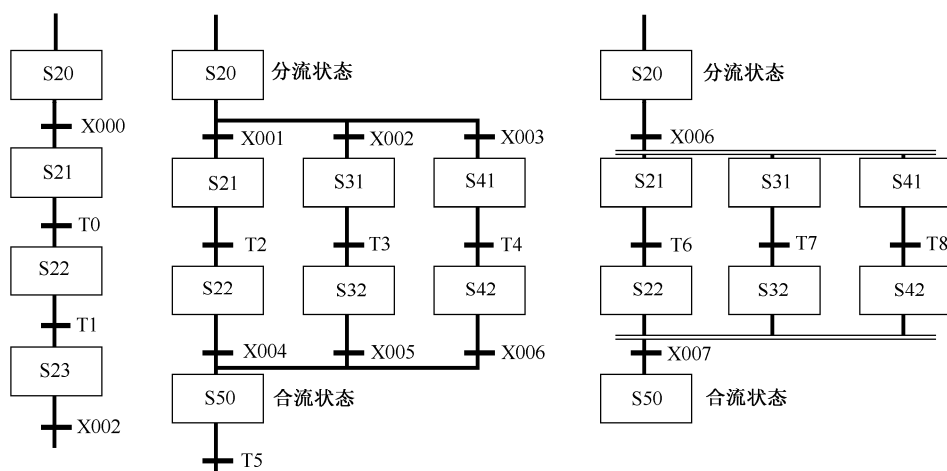 S20
X000
S21
T0
S22
T1
S23
X002
S20 分流状态
X001 X002 X003
S21 S31 S41
T2 T3 T4
S22 S32 S42
X004 X005 X006
S50 合流状态
T5
S20 分流状态
X006
S21 S31 S41
T6 T7 T8
S22 S32 S42
X007
S50 合流状态